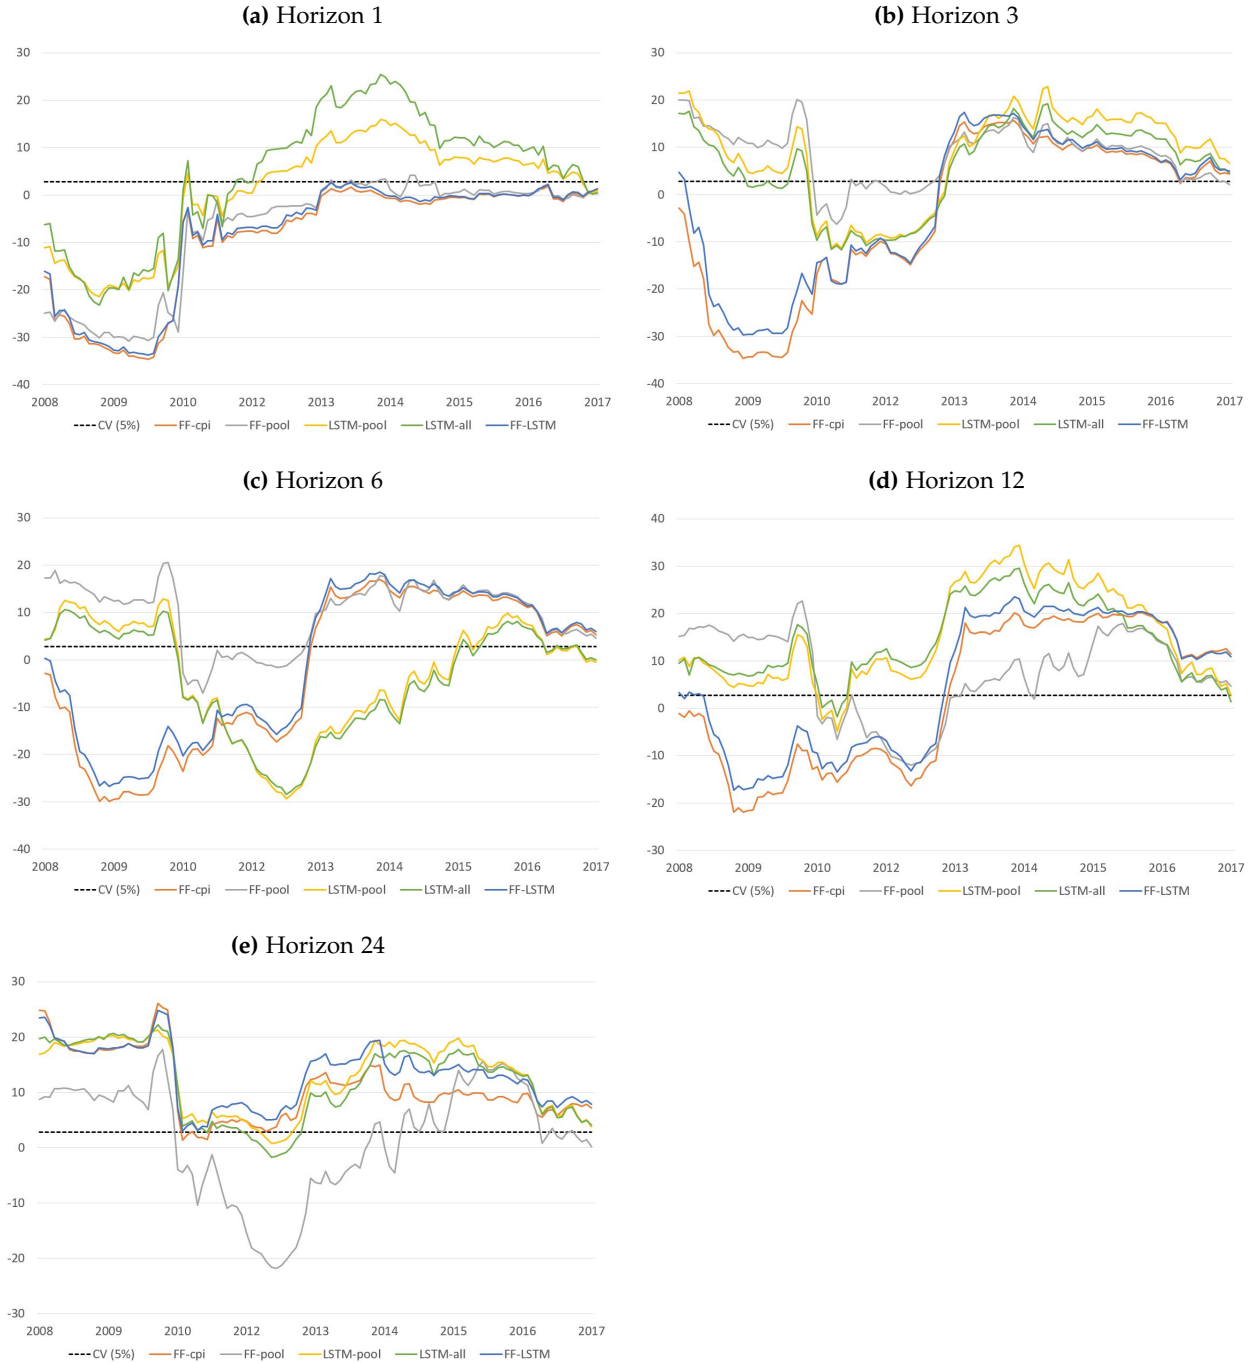 (a) Horizon 1
30
20
10
0
-10
-20
-30
-40
2008 2009 2010 2012 2013 2014 2015 2016 2017
CV (5%) FF-cpi FF-pool LSTM-pool LSTM-all FF-LSTM
(b) Horizon 3
30
20
10
0
-10
-20
-30
-40
2008 2009 2010 2012 2013 2014 2015 2016 2017
CV (5%) FF-cpi FF-pool LSTM-pool LSTM-all FF-LSTM
(c) Horizon 6
30
20
10
0
-10
-20
-30
-40
2008 2009 2010 2012 2013 2014 2015 2016 2017
CV (5%) FF-cpi FF-pool LSTM-pool LSTM-all FF-LSTM
(d) Horizon 12
40
30
20
10
0
-10
-20
-30
2008 2009 2010 2012 2013 2014 2015 2016 2017
CV (5%) FF-cpi FF-pool LSTM-pool LSTM-all FF-LSTM
(e) Horizon 24
30
20
10
0
-10
-20
-30
2008 2009 2010 2012 2013 2014 2015 2016 2017
CV (5%) FF-cpi FF-pool LSTM-pool LSTM-all FF-LSTM